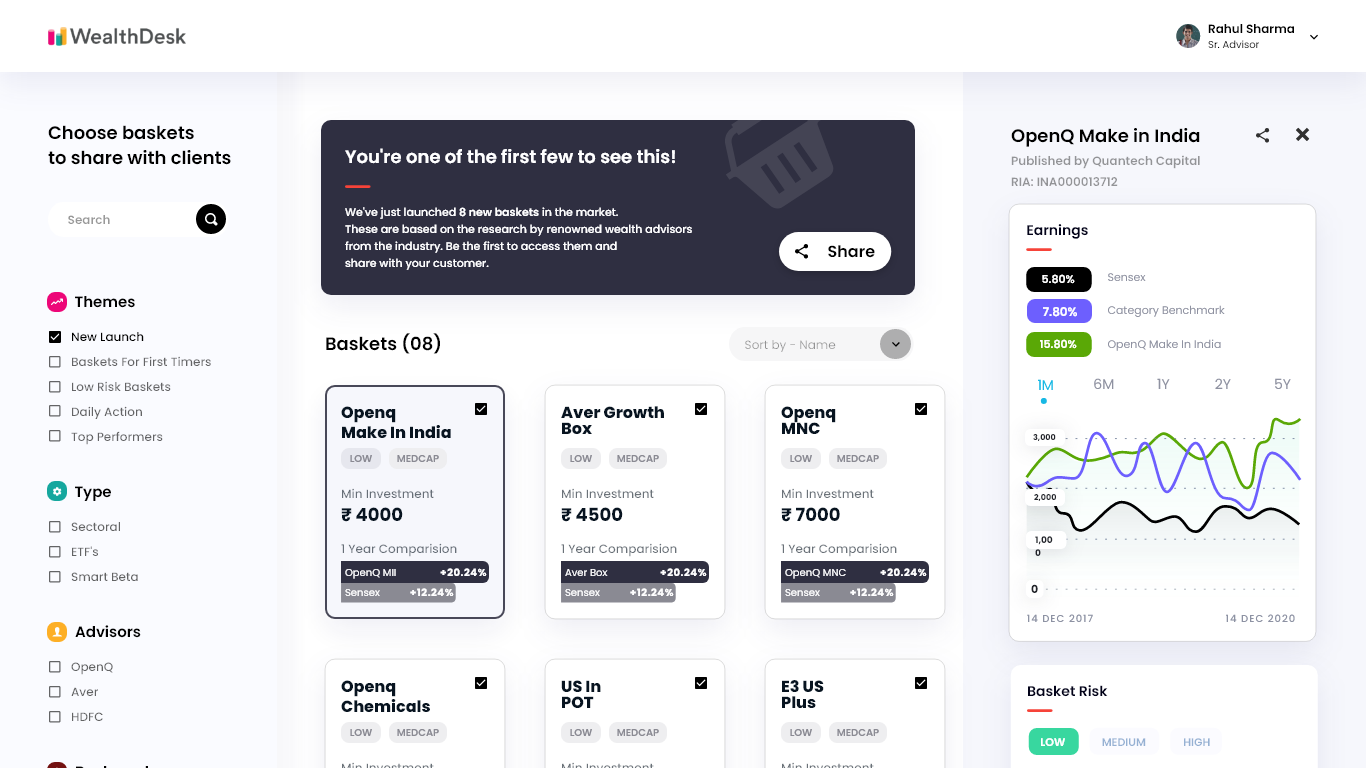 WealthDesk
Rahul Sharma
Sr. Advisor
Choose baskets
to share with clients
Search
Themes
New Launch
Baskets For First Timers
Low Risk Baskets
Daily Action
Top Performers
Type
Sectoral
ETF's
Smart Beta
Advisors
OpenQ
Aver
HDFC
You're one of the first few to see this!
We've just launched 8 new baskets in the market.
These are based on the research by renowned wealth advisors
from the industry. Be the first to access them and
share with your customer.
Share
Baskets (08)
Sort by - Name
Openq
Make In India
LOW MEDCAP
Min Investment
₹ 4000
1 Year Comparision
OpenQ MII +20.24%
Sensex +12.24%
Aver Growth
Box
LOW MEDCAP
Min Investment
₹ 4500
1 Year Comparision
Aver Box +20.24%
Sensex +12.24%
Openq
MNC
LOW MEDCAP
Min Investment
₹ 7000
1 Year Comparision
OpenQ MNC +20.24%
Sensex +12.24%
Openq
Chemicals
LOW MEDCAP
Min Investment
US In
POT
LOW MEDCAP
Min Investment
E3 US
Plus
LOW MEDCAP
Min Investment
OpenQ Make in India
Published by Quantech Capital
RIA: INA000013712
Earnings
5.80% Sensex
7.80% Category Benchmark
15.80% OpenQ Make In India
1M 6M 1Y 2Y 5Y
3,000
2,000
1,00
0
0
14 DEC 2017 14 DEC 2020
Basket Risk
LOW MEDIUM HIGH